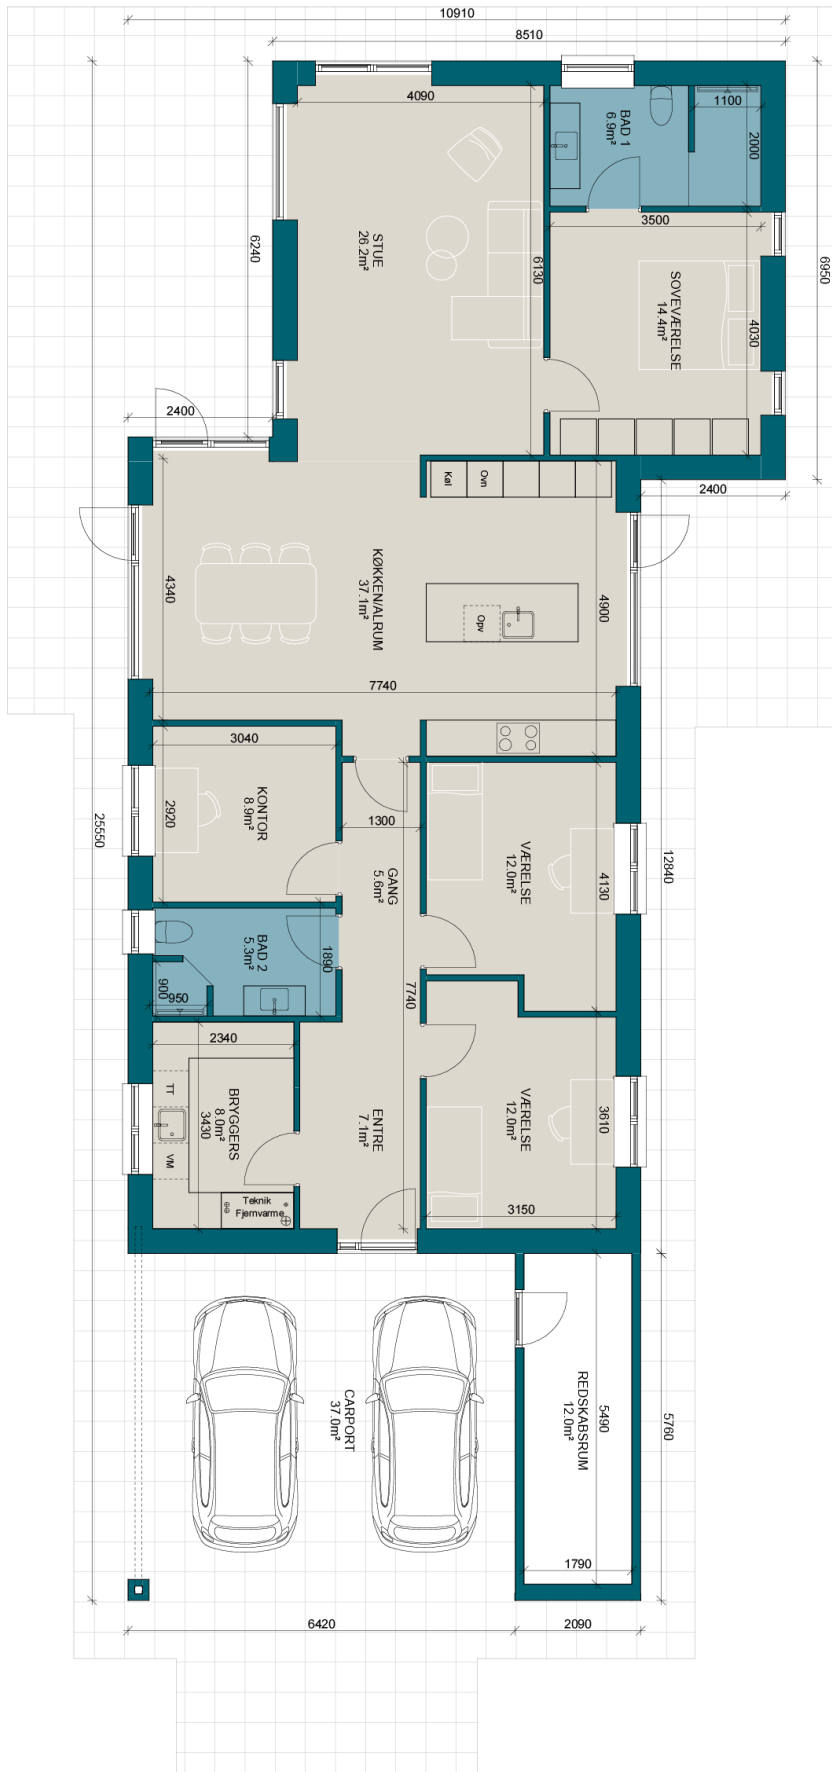 10910
8510
4090
1100
BAD 1
6.9m²
2000
3500
STUE
26.2m²
6240
6130
6950
SOVEVÆRELSE
14.4m²
4030
2400
Køl
Ovn
2400
KØKKEN/ALRUM
37.1m²
4340
4900
Opv
7740
3040
KONTOR
8.9m²
2920
25550
1300
GANG
5.6m²
VÆRELSE
12.0m²
4130
12840
BAD 2
5.3m²
1890
900
950
7740
2340
TT
BRYGGERS
8.0m²
3430
VM
ENTRE
7.1m²
VÆRELSE
12.0m²
3610
Teknik
Fjernvarme
3150
CARPORT
37.0m²
REDSKABSRUM
12.0m²
5490
5760
1790
6420
2090